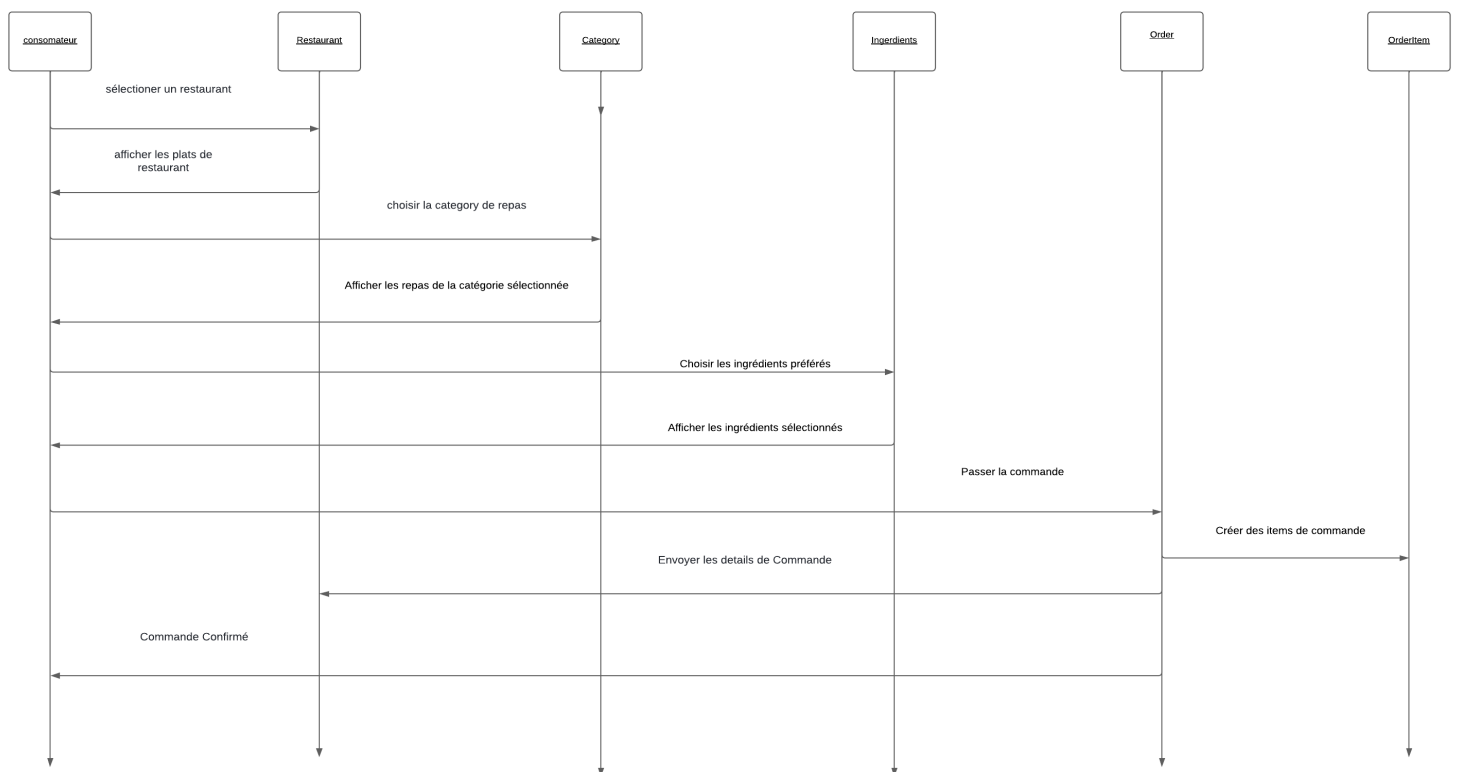 consomateur
Restaurant
Category
Ingerdients
Order
OrderItem
sélectioner un restaurant
afficher les plats de
restaurant
choisir la category de repas
Afficher les repas de la catégorie sélectionnée
Choisir les ingrédients préférés
Afficher les ingrédients sélectionnés
Passer la commande
Créer des items de commande
Envoyer les details de Commande
Commande Confirmé